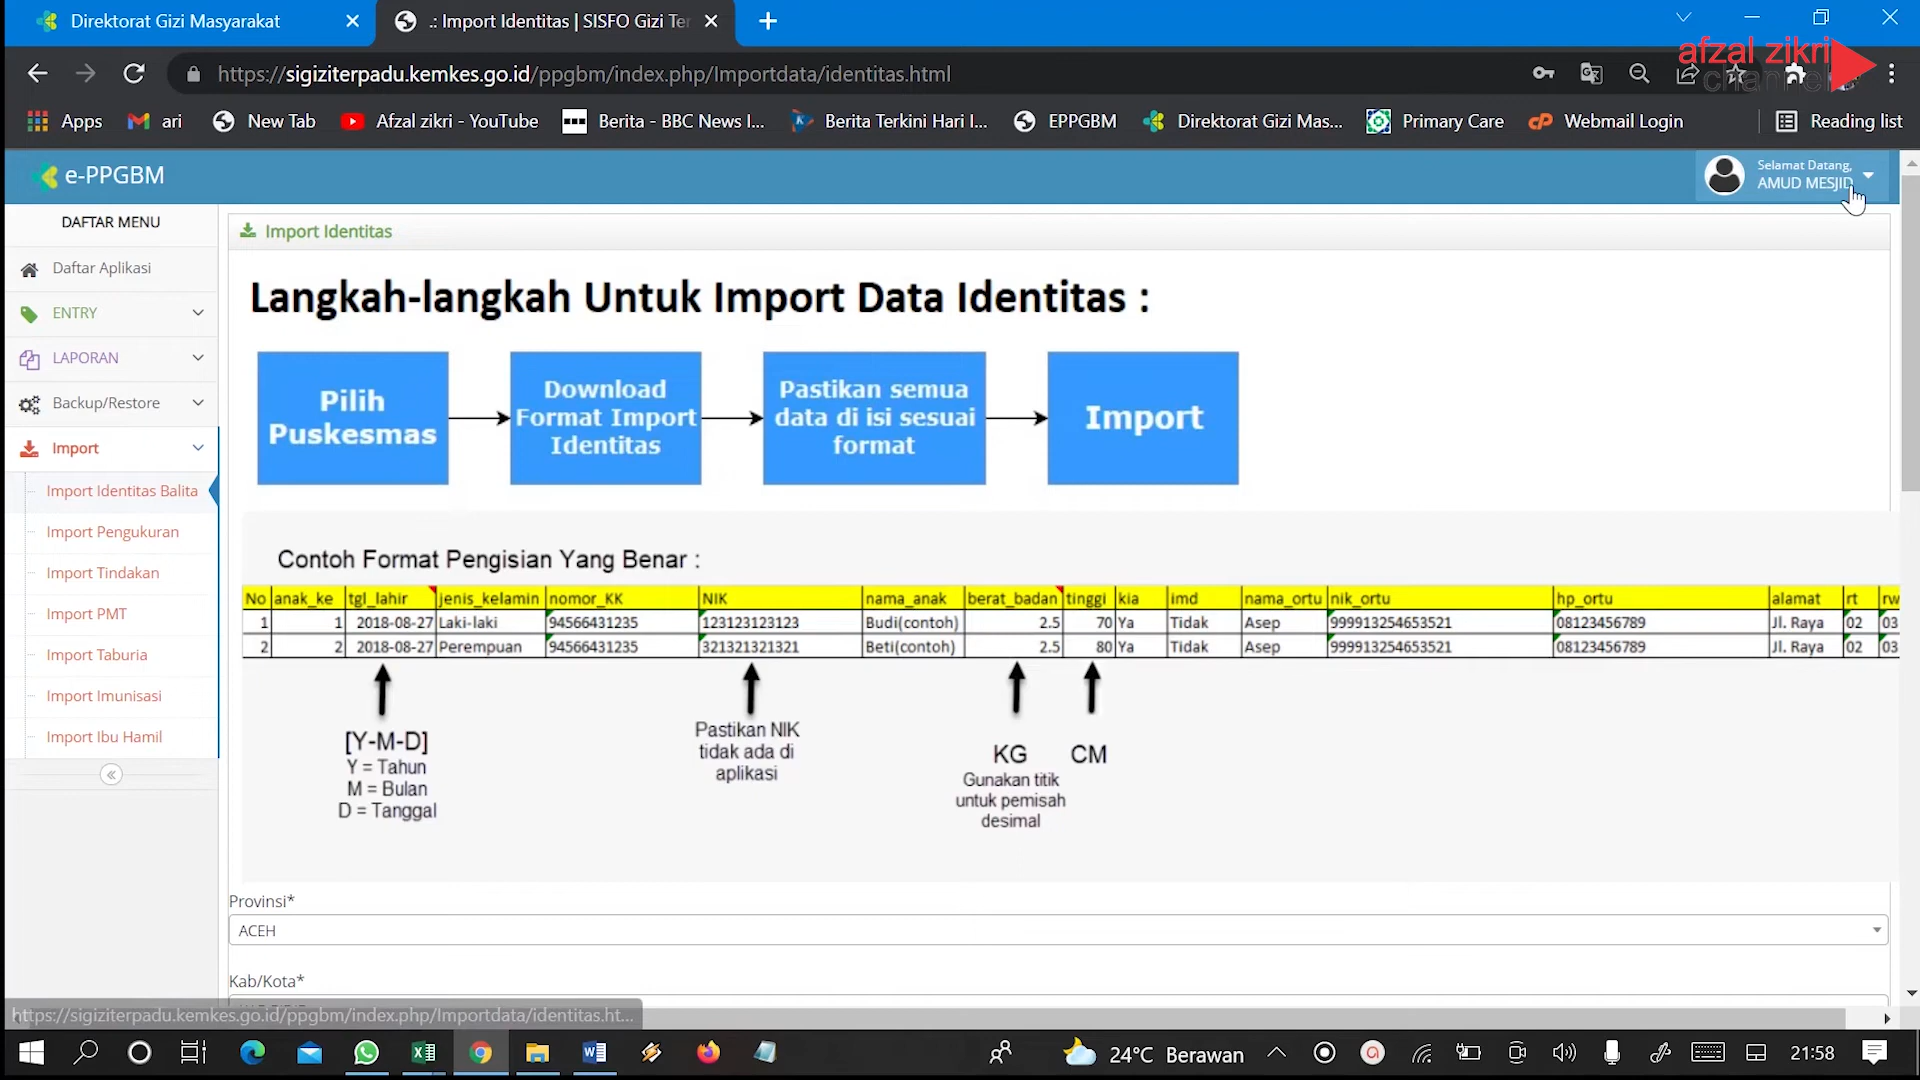 Direktorat Gizi Masyarakat
.: Import Identitas | SISFO Gizi Ter
https://sigiziterpadu.kemkes.go.id/ppgbm/index.php/Importdata/identitas.html
afzal zikri
channel
Apps
ari
New Tab
Afzal zikri - YouTube
Berita - BBC News I...
Berita Terkini Hari I...
EPPGBM
Direktorat Gizi Mas...
Primary Care
Webmail Login
Reading list
e-PPGBM
Selamat Datang,
AMUD MESJID
DAFTAR MENU
Daftar Aplikasi
ENTRY
LAPORAN
Backup/Restore
Import
Import Identitas Balita
Import Pengukuran
Import Tindakan
Import PMT
Import Taburia
Import Imunisasi
Import Ibu Hamil
Import Identitas
Langkah-langkah Untuk Import Data Identitas :
Pilih
Puskesmas
Download
Format Import
Identitas
Pastikan semua
data di isi sesuai
format
Import
Contoh Format Pengisian Yang Benar :
No anak_ke tgl_lahir jenis_kelamin nomor_KK NIK nama_anak berat_badan tinggi kia imd nama_ortu nik_ortu hp_ortu alamat rt rw
1 1 2018-08-27 Laki-laki 94566431235 123123123123 Budi(contoh) 2.5 70 Ya Tidak Asep 999913254653521 08123456789 Jl. Raya 02 03
2 2 2018-08-27 Perempuan 94566431235 321321321321 Beti(contoh) 2.5 80 Ya Tidak Asep 999913254653521 08123456789 Jl. Raya 02 03
[Y-M-D]
Y = Tahun
M = Bulan
D = Tanggal
Pastikan NIK
tidak ada di
aplikasi
KG
Gunakan titik
untuk pemisah
desimal
CM
Provinsi*
ACEH
Kab/Kota*
https://sigiziterpadu.kemkes.go.id/ppgbm/index.php/Importdata/identitas.ht...
24°C Berawan
21:58